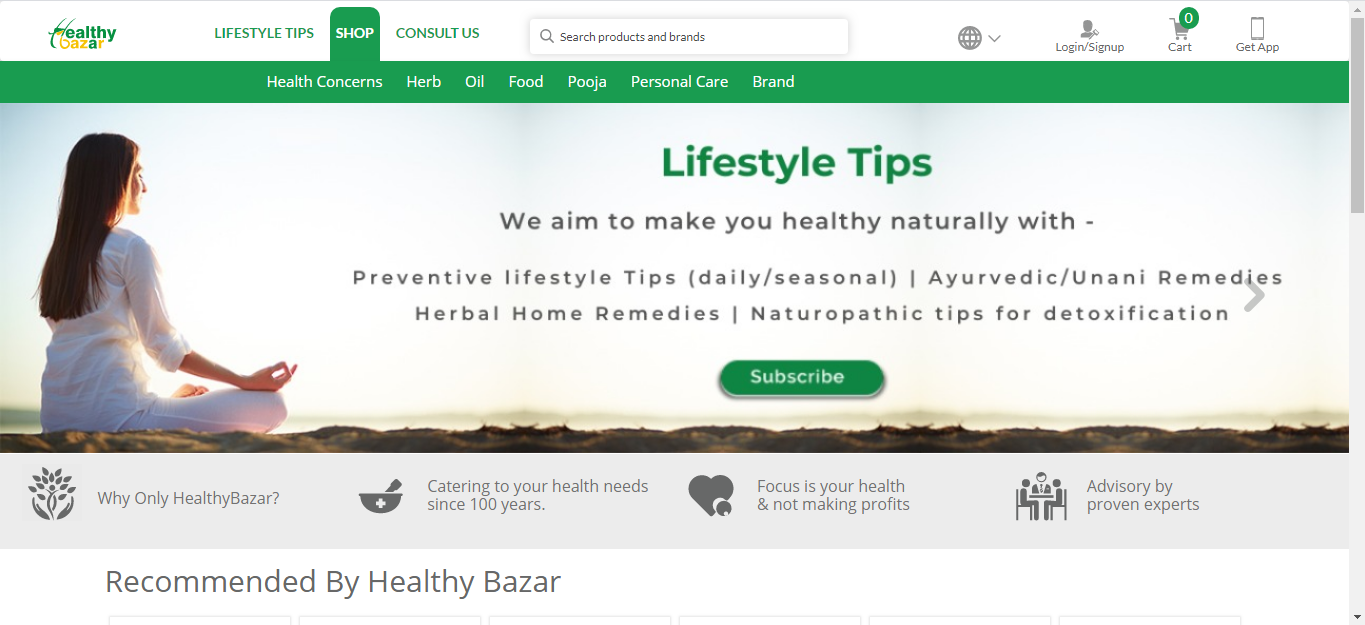 Healthy
bazar
LIFESTYLE TIPS
SHOP
CONSULT US
Search products and brands
Login/Signup
0
Cart
Get App
Health Concerns
Herb
Oil
Food
Pooja
Personal Care
Brand
Lifestyle Tips
We aim to make you healthy naturally with -
Preventive lifestyle Tips (daily/seasonal) | Ayurvedic/Unani Remedies
Herbal Home Remedies | Naturopathic tips for detoxification
Subscribe
Why Only HealthyBazar?
Catering to your health needs
since 100 years.
Focus is your health
& not making profits
Advisory by
proven experts
Recommended By Healthy Bazar